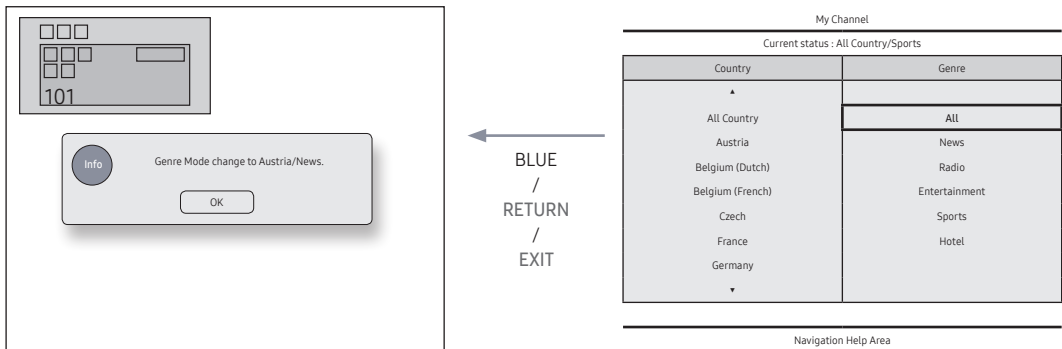 101
Info
Genre Mode change to Austria/News.
OK
BLUE
/
RETURN
/
EXIT
My Channel
Current status : All Country/Sports
Country Genre
▲
All Country All
Austria News
Belgium (Dutch) Radio
Belgium (French) Entertainment
Czech Sports
France Hotel
Germany
▼
Navigation Help Area